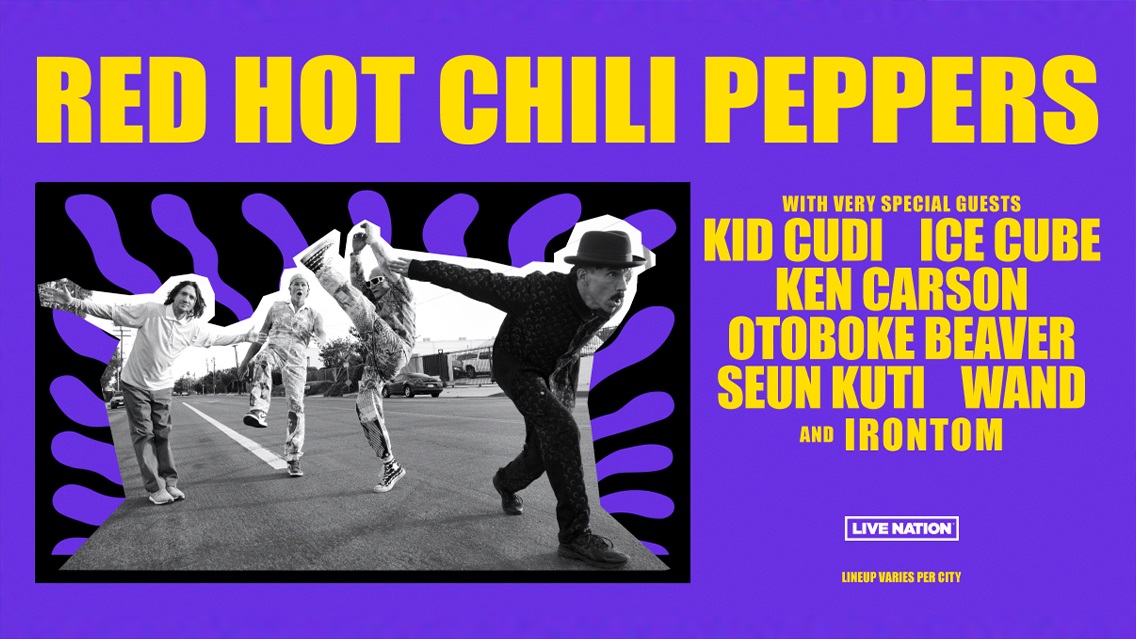 RED HOT CHILI PEPPERS
WITH VERY SPECIAL GUESTS
KID CUDI ICE CUBE
KEN CARSON
OTOBOKE BEAVER
SEUN KUTI WAND
AND IRONTOM
LIVE NATION
LINEUP VARIES PER CITY